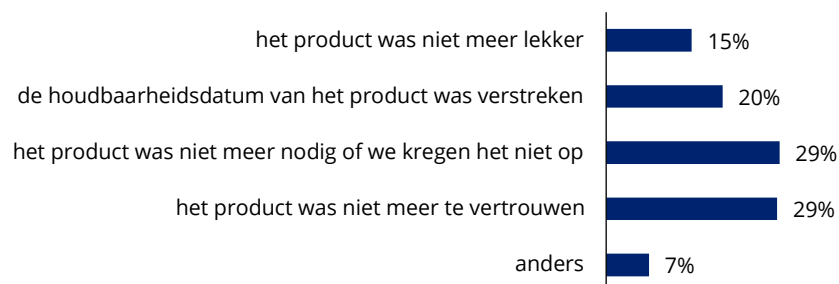 het product was niet meer lekker 15%
de houdbaarheidsdatum van het product was verstreken 20%
het product was niet meer nodig of we kregen het niet op 29%
het product was niet meer te vertrouwen 29%
anders 7%